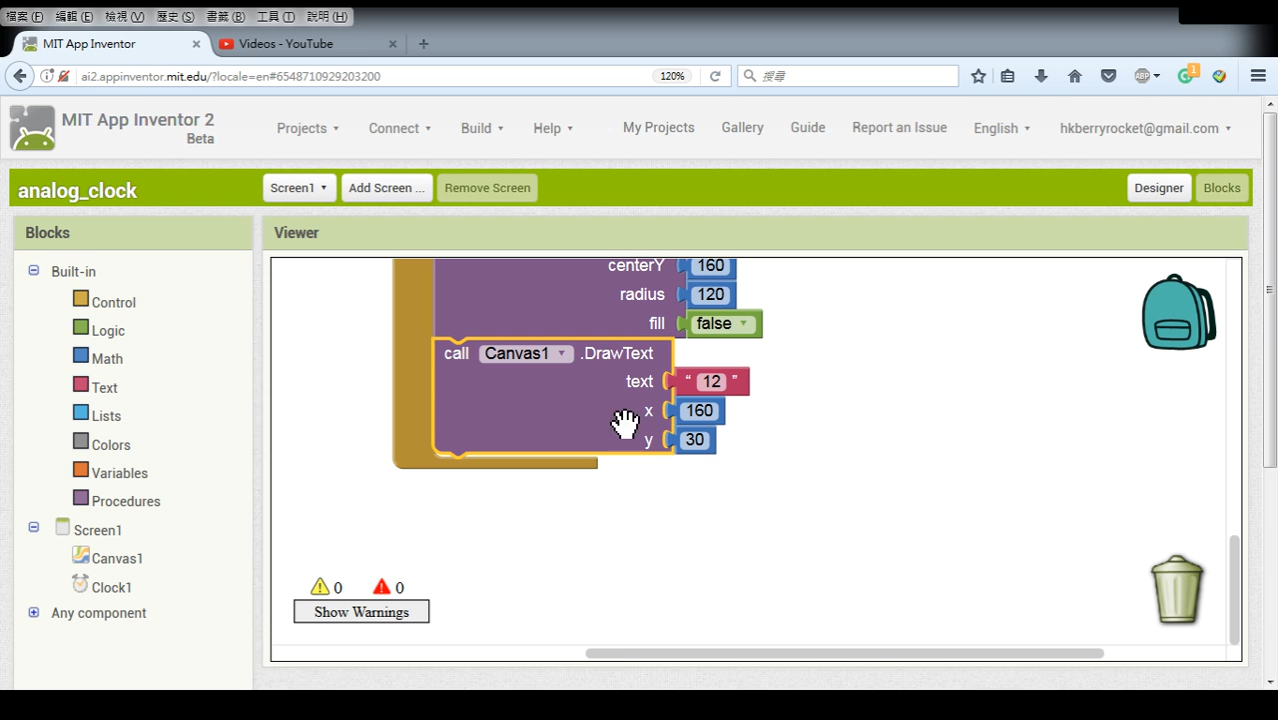 檔案 (F) 編輯 (E) 檢視 (V) 歷史 (S) 書籤 (B) 工具 (T) 說明 (H)
MIT App Inventor × Videos - YouTube × +
ai2.appinventor.mit.edu/?locale=en#6548710929203200 120% 搜尋 ABP 1
MIT App Inventor 2
Beta
Projects Connect Build Help My Projects Gallery Guide Report an Issue English hkberryrocket@gmail.com
analog_clock Screen1 Add Screen ... Remove Screen Designer Blocks
Blocks
Built-in
Control
Logic
Math
Text
Lists
Colors
Variables
Procedures
Screen1
Canvas1
Clock1
Any component
Viewer
centerY 160
radius 120
fill false
call Canvas1 .DrawText
text “ 12 ”
x 160
y 30
0 0
Show Warnings